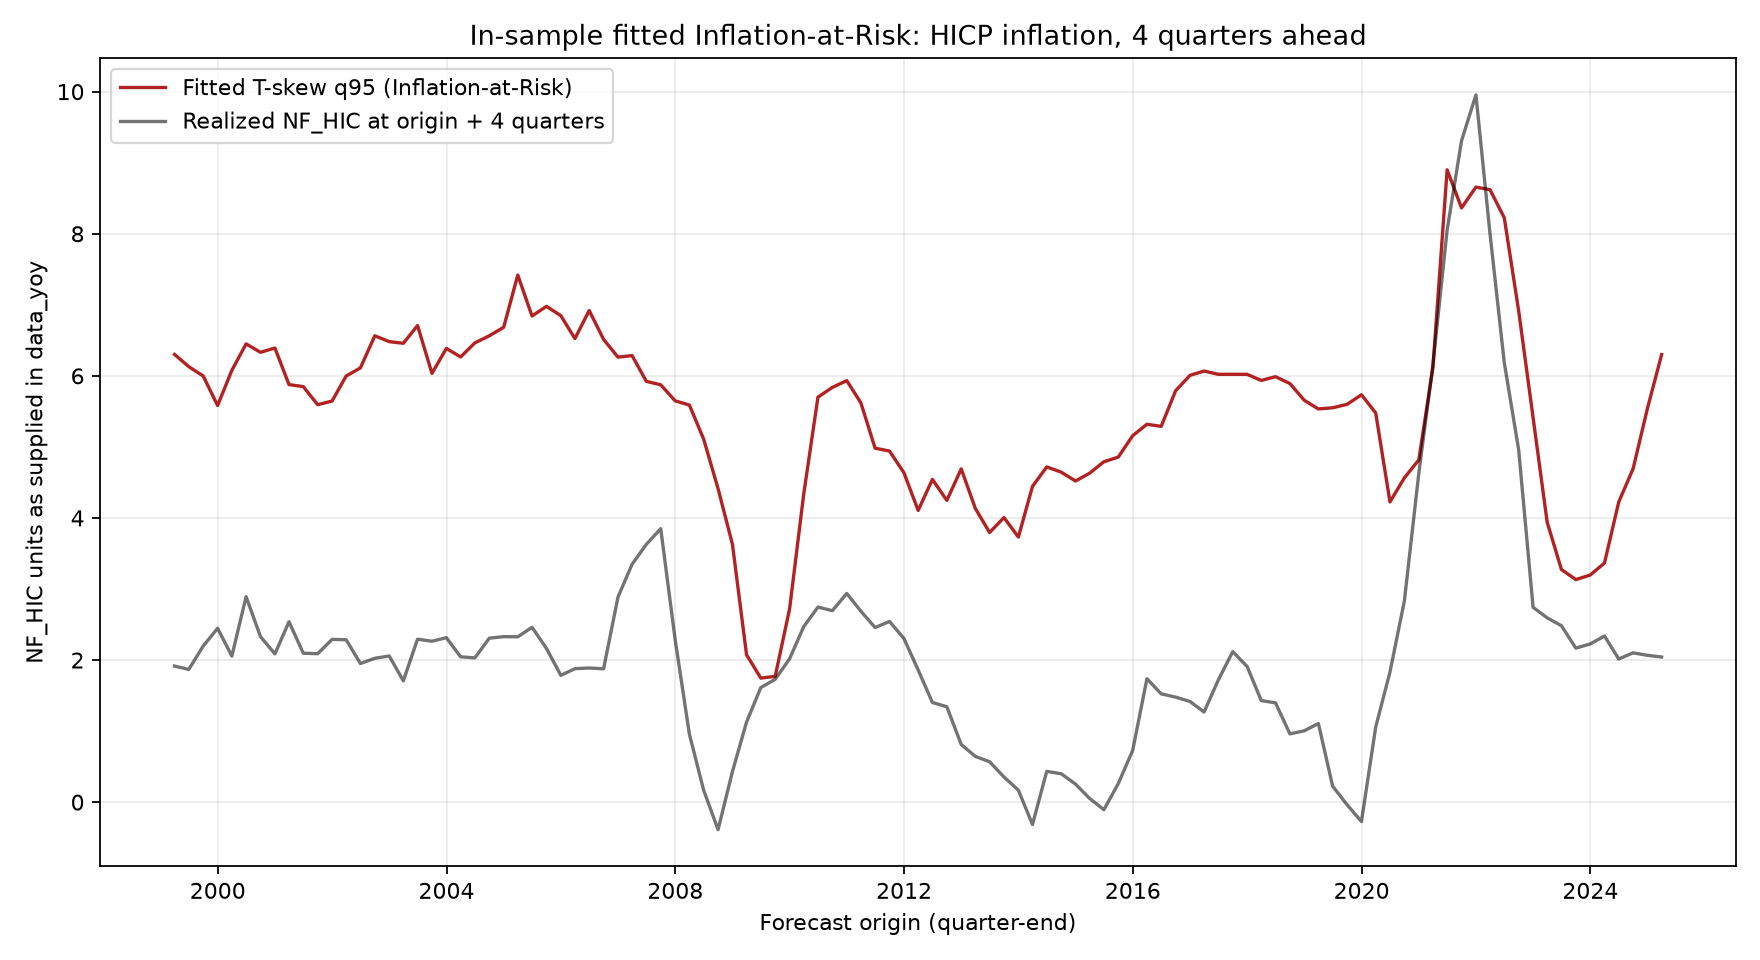 In-sample fitted Inflation-at-Risk: HICP inflation, 4 quarters ahead
Fitted T-skew q95 (Inflation-at-Risk)
Realized NF_HIC at origin + 4 quarters
NF_HIC units as supplied in data_yoy
10
8
6
4
2
0
2000
2004
2008
2012
2016
2020
2024
Forecast origin (quarter-end)